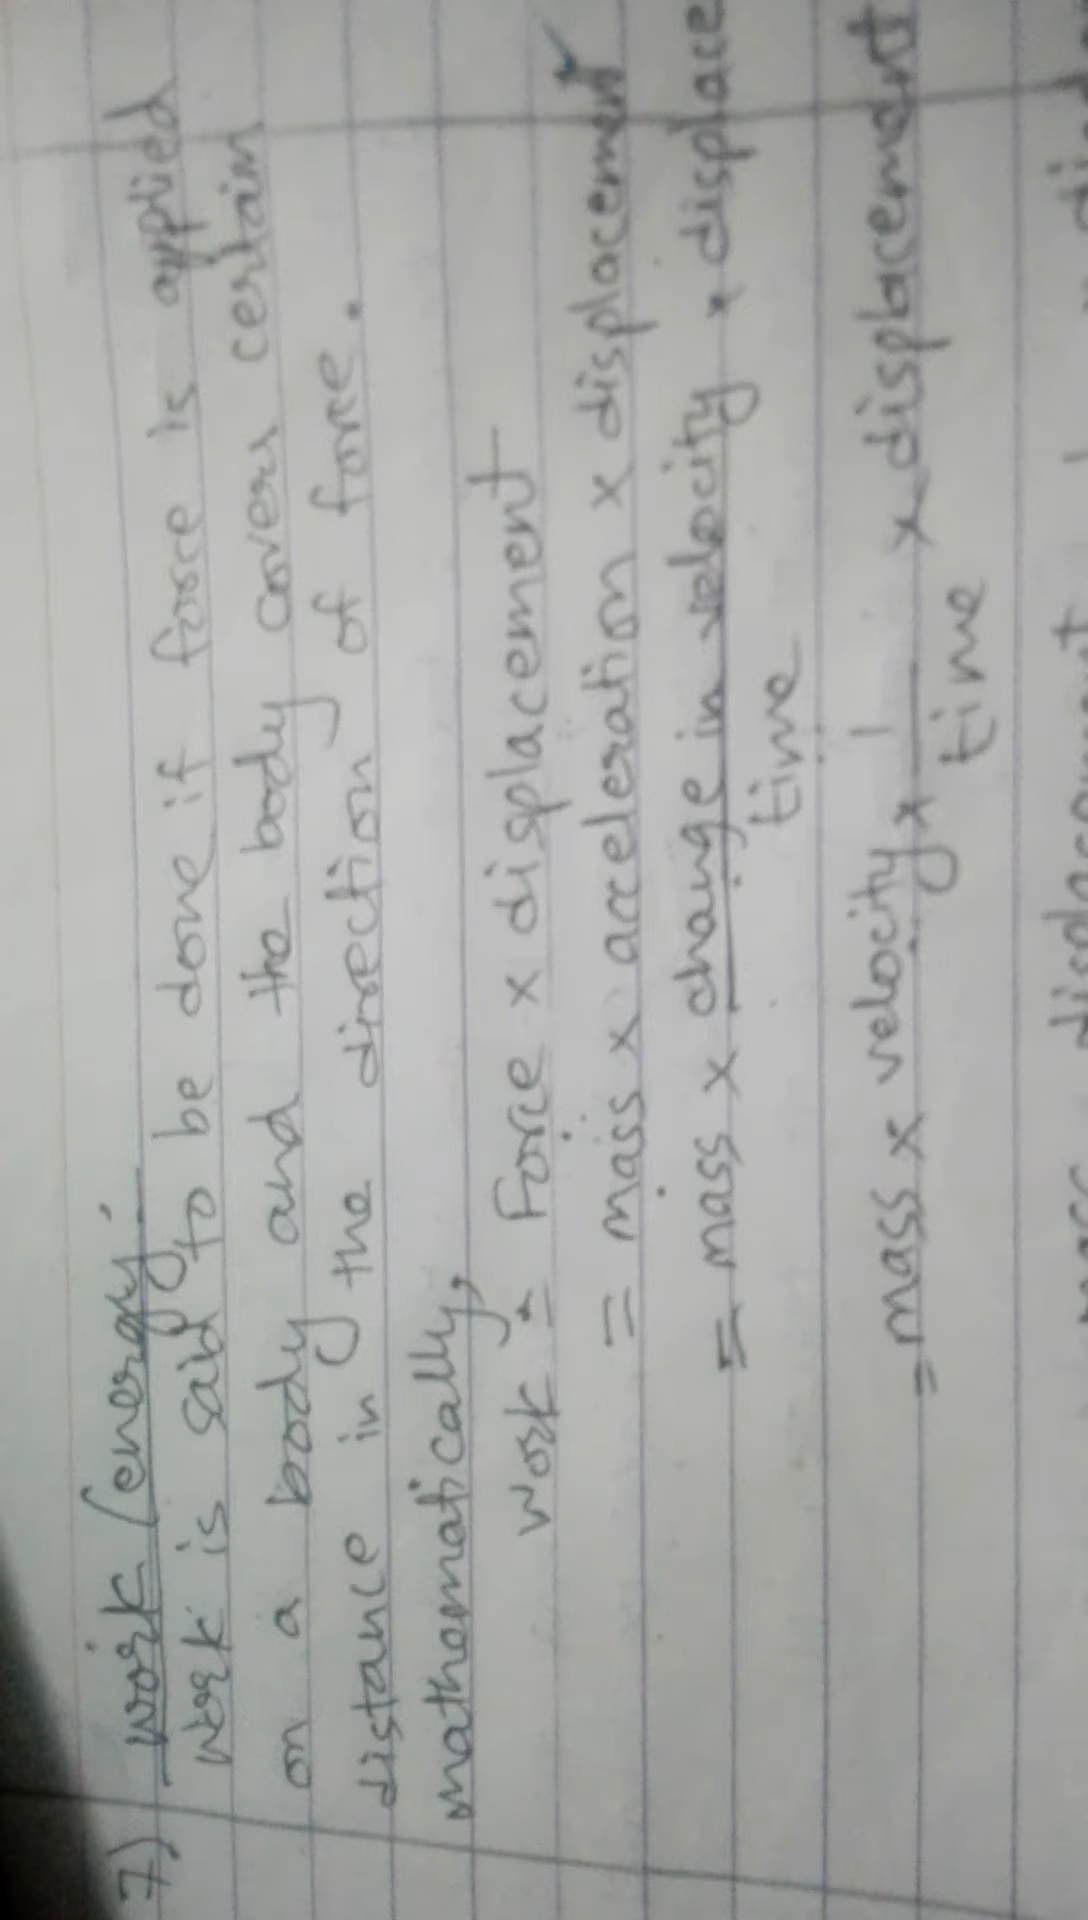 7) work (energy
work is said to be done if force is applied
on a body and the body covers certain
distance in the direction of force.
mathematically,
work = Force x displacement
= mass x acceleration x displacement
= mass x change in velocity x displace
time
= mass x velocity x 1 x displacement
time
displacement